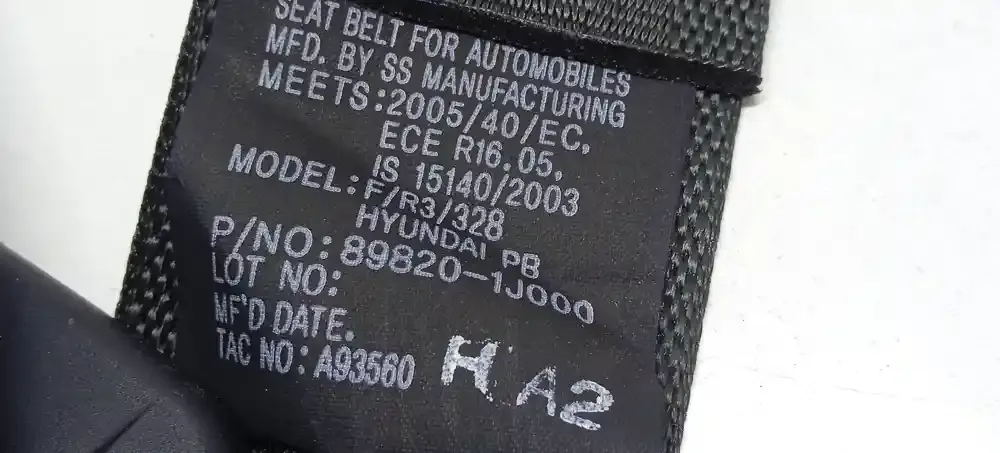 SEAT BELT FOR AUTOMOBILES
MFD. BY SS MANUFACTURING
MEETS:2005/40/EC,
ECE R16.05,
IS 15140/2003
MODEL: F/R3/328
HYUNDAI PB
P/NO: 89820-1J000
LOT NO:
MF'D DATE.
TAC NO: A93560
H A2